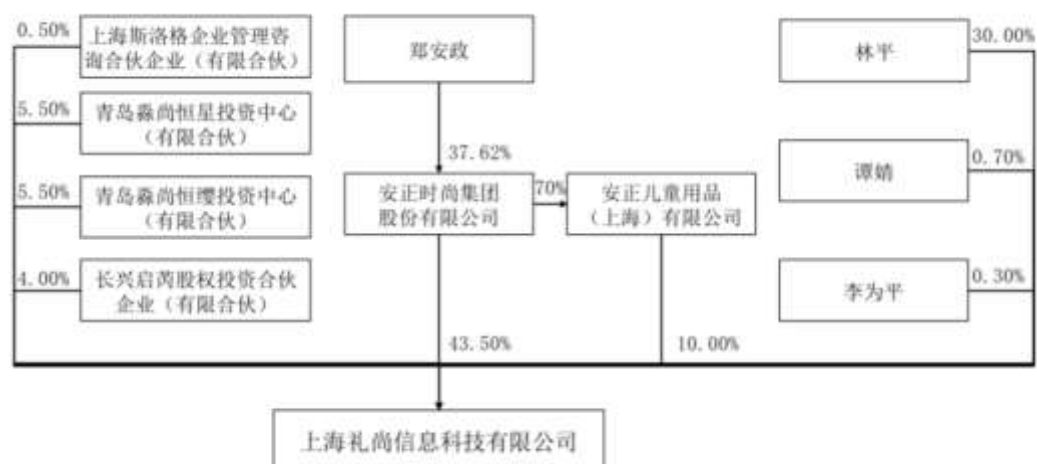 0.50%
上海斯洛格企业管理咨
询合伙企业（有限合伙）
郑安政
林平
30.00%
5.50%
青岛淼尚恒星投资中心
（有限合伙）
37.62%
谭婧
0.70%
5.50%
青岛淼尚恒缨投资中心
（有限合伙）
安正时尚集团
股份有限公司
70%
安正儿童用品
（上海）有限公司
4.00%
长兴启芮股权投资合伙
企业（有限合伙）
李为平
0.30%
43.50%
10.00%
上海礼尚信息科技有限公司